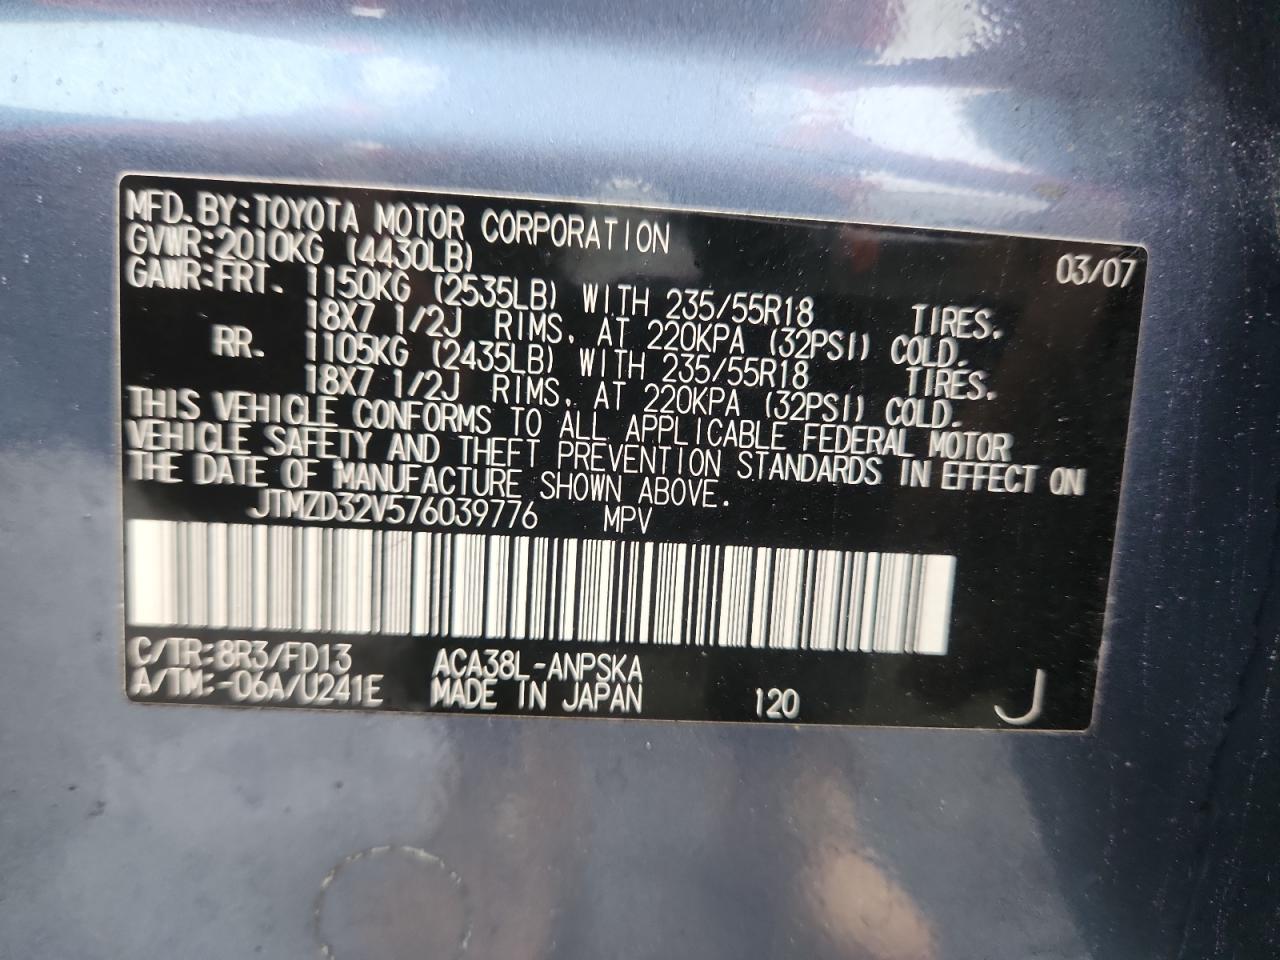 MFD.BY:TOYOTA MOTOR CORPORATION 03/07
GVWR:2010KG (4430LB)
GAWR:FRT. 1150KG (2535LB) WITH 235/55R18 TIRES.
18X7 1/2J RIMS, AT 220KPA (32PSI) COLD.
RR. 1105KG (2435LB) WITH 235/55R18 TIRES.
18X7 1/2J RIMS, AT 220KPA (32PSI) COLD.
THIS VEHICLE CONFORMS TO ALL APPLICABLE FEDERAL MOTOR
VEHICLE SAFETY AND THEFT PREVENTION STANDARDS IN EFFECT ON
THE DATE OF MANUFACTURE SHOWN ABOVE.
JTMZD32V576039776 MPV
C/TR:8R3/FD13 ACA38L-ANPSKA
A/TM:-06A/U241E MADE IN JAPAN 120 J